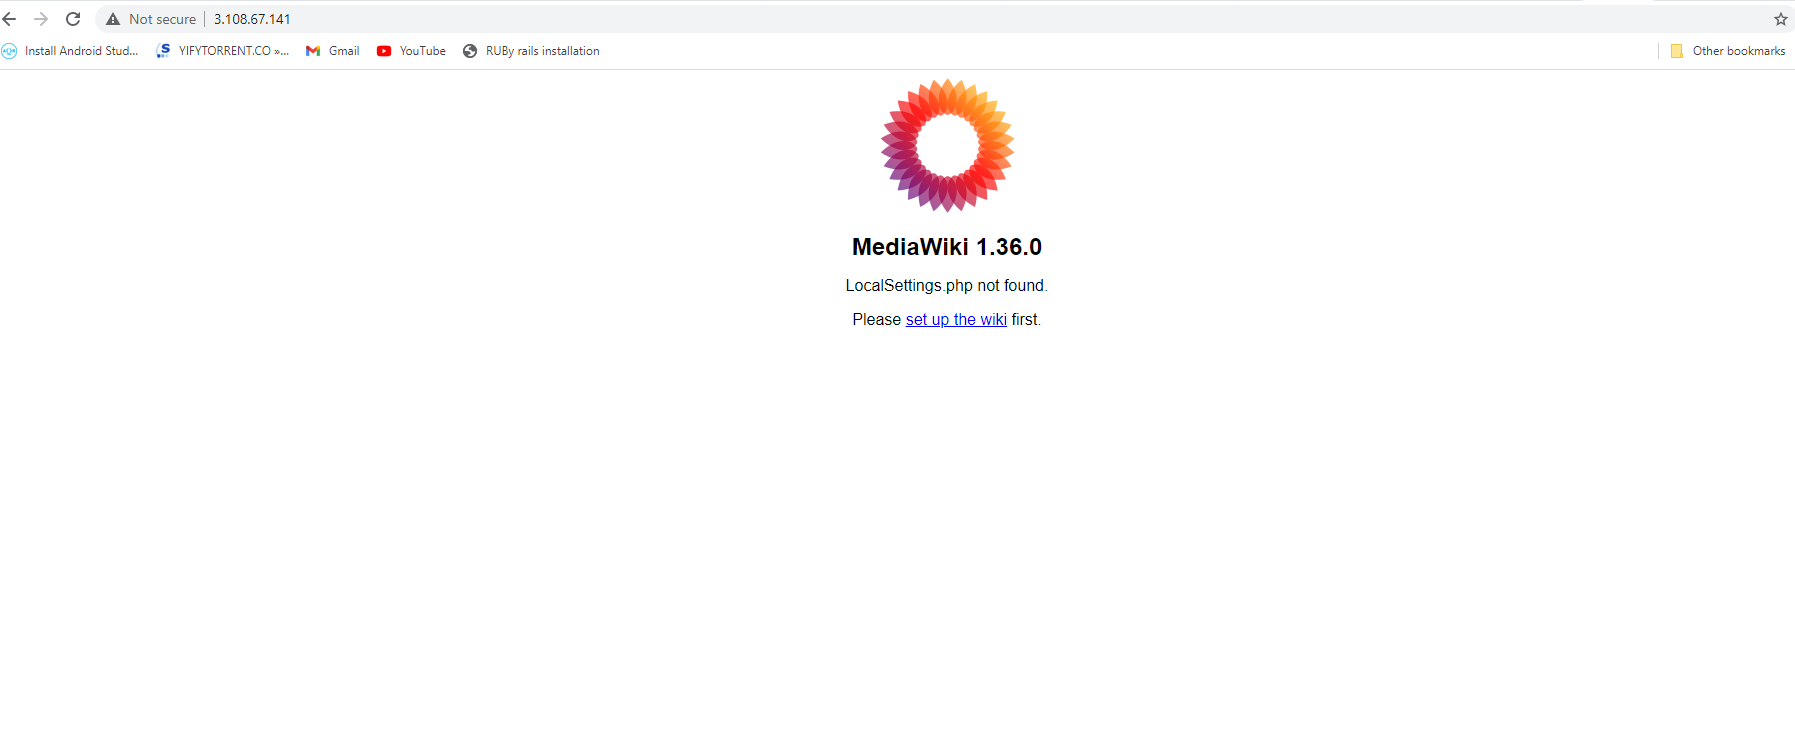 Not secure | 3.108.67.141
Install Android Stud... YIFYTORRENT.CO »... Gmail YouTube RUBy rails installation Other bookmarks
MediaWiki 1.36.0
LocalSettings.php not found.
Please set up the wiki first.